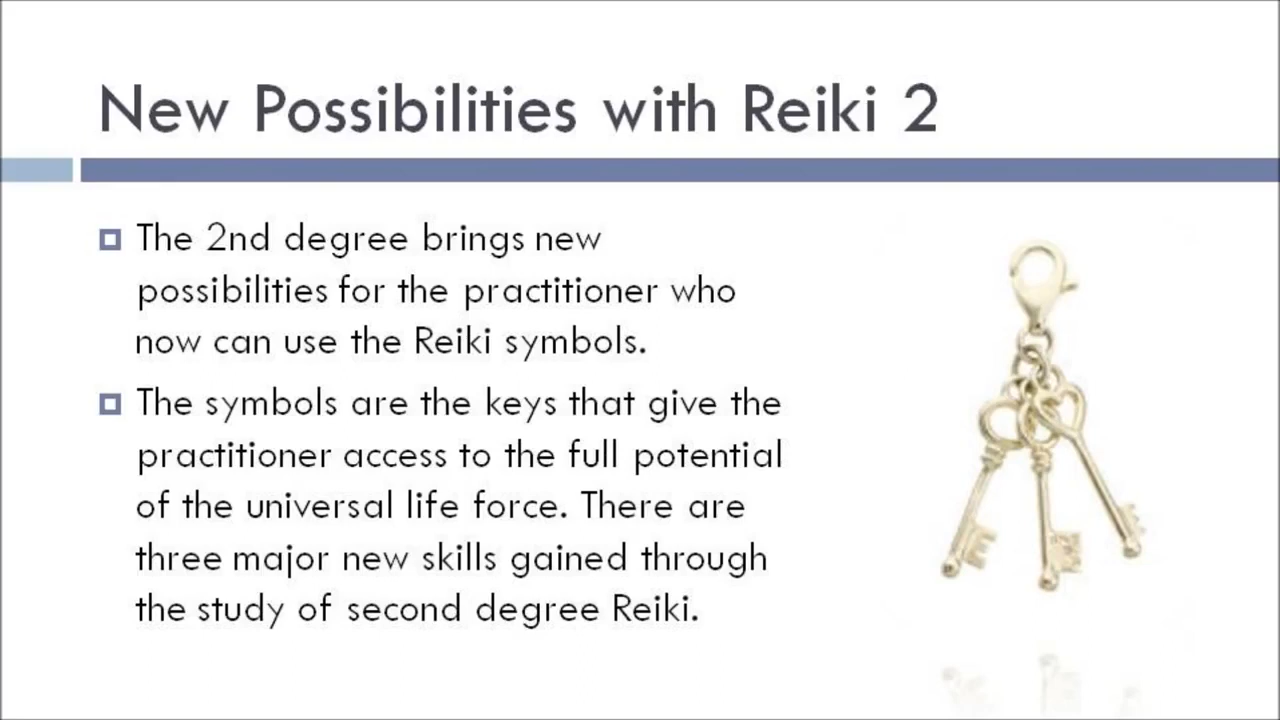 New Possibilities with Reiki 2
The 2nd degree brings new
possibilities for the practitioner who
now can use the Reiki symbols.
The symbols are the keys that give the
practitioner access to the full potential
of the universal life force. There are
three major new skills gained through
the study of second degree Reiki.